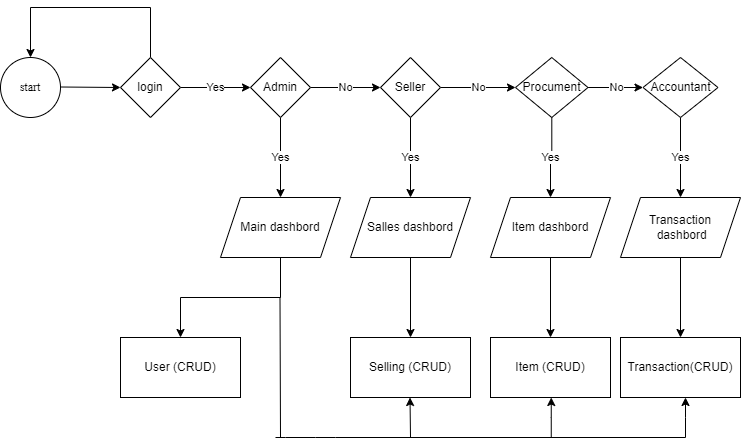 start
login
Yes
Admin
No
Seller
No
Procument
No
Accountant
Yes
Yes
Yes
Yes
Main dashbord
Salles dashbord
Item dashbord
Transaction
dashbord
User (CRUD)
Selling (CRUD)
Item (CRUD)
Transaction(CRUD)